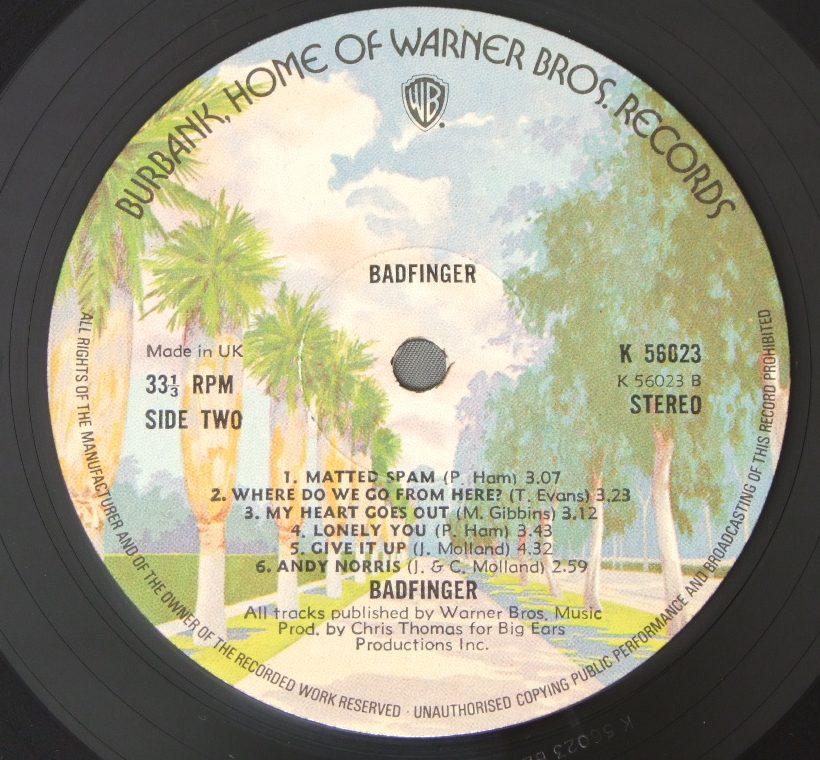 BURBANK, HOME OF WARNER BROS. RECORDS
WB
BADFINGER
Made in UK
33⅓ RPM
SIDE TWO
K 56023
K 56023 B
STEREO
1. MATTED SPAM (P. Ham) 3.07
2. WHERE DO WE GO FROM HERE? (T. Evans) 3.23
3. MY HEART GOES OUT (M. Gibbins) 3.12
4. LONELY YOU (P. Ham) 3.43
5. GIVE IT UP (J. Molland) 4.32
6. ANDY NORRIS (J. & C. Molland) 2.59
BADFINGER
All tracks published by Warner Bros. Music
Prod. by Chris Thomas for Big Ears
Productions Inc.
ALL RIGHTS OF THE MANUFACTURER AND OF THE OWNER OF THE RECORDED WORK RESERVED · UNAUTHORISED COPYING PUBLIC PERFORMANCE AND BROADCASTING OF THIS RECORD PROHIBITED
K 56023